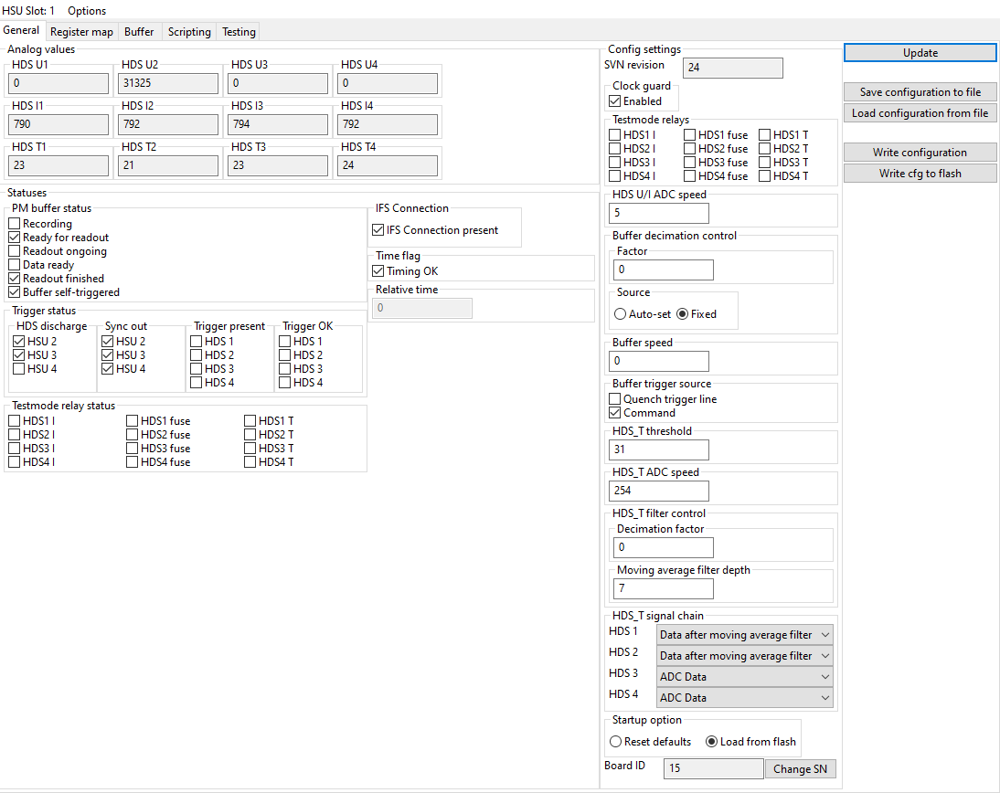 HSU Slot: 1 Options
General Register map Buffer Scripting Testing
Analog values
HDS U1 HDS U2 HDS U3 HDS U4
0 31325 0 0
HDS I1 HDS I2 HDS I3 HDS I4
790 792 794 792
HDS T1 HDS T2 HDS T3 HDS T4
23 21 23 24
Statuses
PM buffer status
Recording
Ready for readout
Readout ongoing
Data ready
Readout finished
Buffer self-triggered
IFS Connection
IFS Connection present
Time flag
Timing OK
Relative time
0
Trigger status
HDS discharge Sync out Trigger present Trigger OK
HSU 2 HSU 2 HDS 1 HDS 1
HSU 3 HSU 3 HDS 2 HDS 2
HSU 4 HSU 4 HDS 3 HDS 3
HDS 4 HDS 4
Testmode relay status
HDS1 I HDS1 fuse HDS1 T
HDS2 I HDS2 fuse HDS2 T
HDS3 I HDS3 fuse HDS3 T
HDS4 I HDS4 fuse HDS4 T
Config settings
SVN revision 24
Clock guard
Enabled
Testmode relays
HDS1 I HDS1 fuse HDS1 T
HDS2 I HDS2 fuse HDS2 T
HDS3 I HDS3 fuse HDS3 T
HDS4 I HDS4 fuse HDS4 T
HDS U/I ADC speed
5
Buffer decimation control
Factor
0
Source
Auto-set Fixed
Buffer speed
0
Buffer trigger source
Quench trigger line
Command
HDS_T threshold
31
HDS_T ADC speed
254
HDS_T filter control
Decimation factor
0
Moving average filter depth
7
HDS_T signal chain
HDS 1 Data after moving average filter
HDS 2 Data after moving average filter
HDS 3 ADC Data
HDS 4 ADC Data
Startup option
Reset defaults Load from flash
Board ID 15 Change SN
Update
Save configuration to file
Load configuration from file
Write configuration
Write cfg to flash